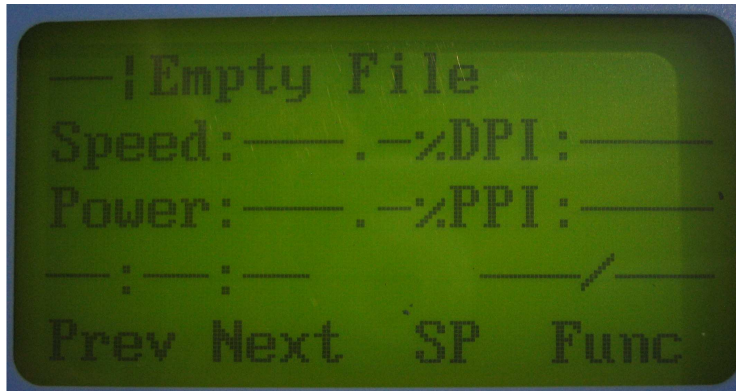 --¦Empty File
Speed:---.-%DPI:----
Power:---.-%PPI:----
--:--:-- ---/---
Prev Next SP Func